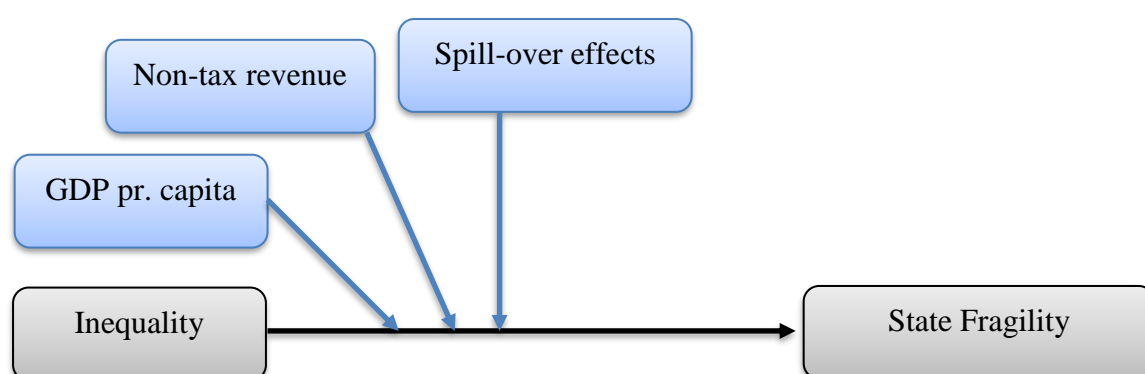 Spill-over effects
Non-tax revenue
GDP pr. capita
Inequality
State Fragility